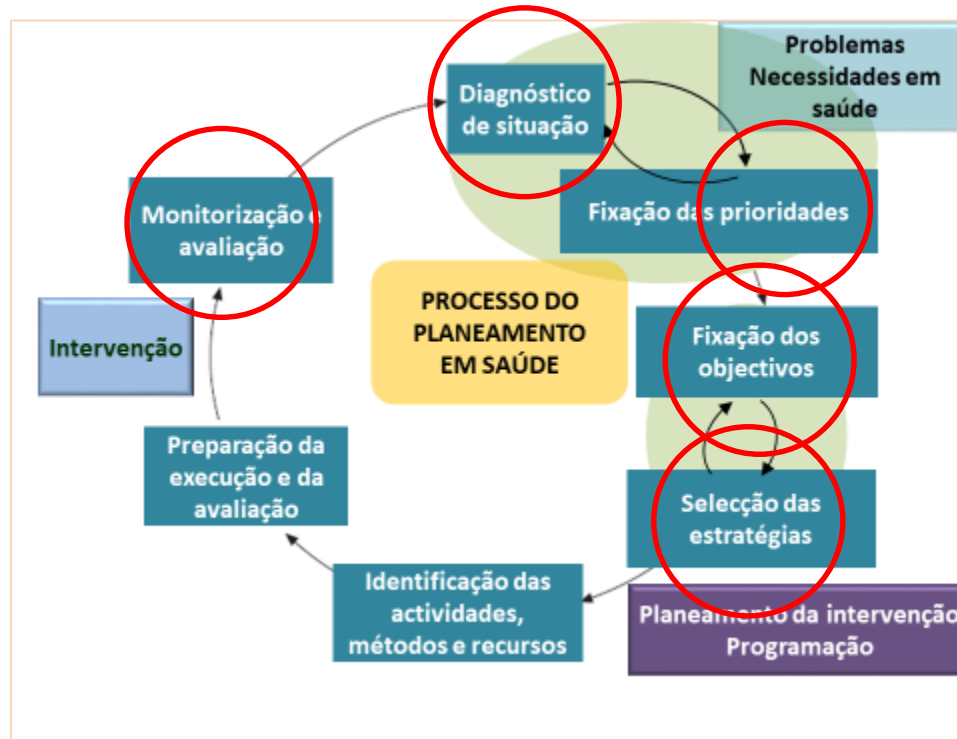 Problemas
Necessidades em
saúde
Diagnóstico
de situação
Fixação das prioridades
Monitorização e
avaliação
PROCESSO DO
PLANEAMENTO
EM SAÚDE
Fixação dos
objectivos
Intervenção
Preparação da
execução e da
avaliação
Selecção das
estratégias
Identificação das
actividades,
métodos e recursos
Planeamento da intervenção
Programação